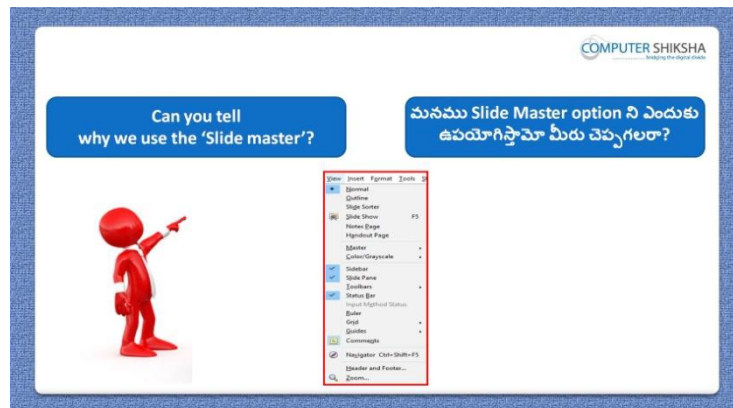 COMPUTER SHIKSHA
bridging the digital divide
Can you tell
why we use the ‘Slide master’?
మనము Slide Master option ని ఎందుకు
ఉపయోగిస్తామో మీరు చెప్పగలరా?
View Insert Format Tools
Normal
Outline
Slide Sorter
Slide Show F5
Notes Page
Handout Page
Master
Color/Grayscale
Sidebar
Slide Pane
Toolbars
Status Bar
Input Method Status
Ruler
Grid
Guides
Comments
Navigator Ctrl+Shift+F5
Header and Footer...
Zoom...